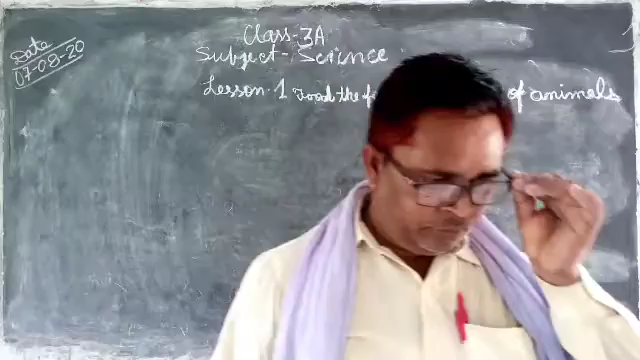 Date
07-08-20
Class-3A
Subject- Science
Lesson-1 Food the f of animals